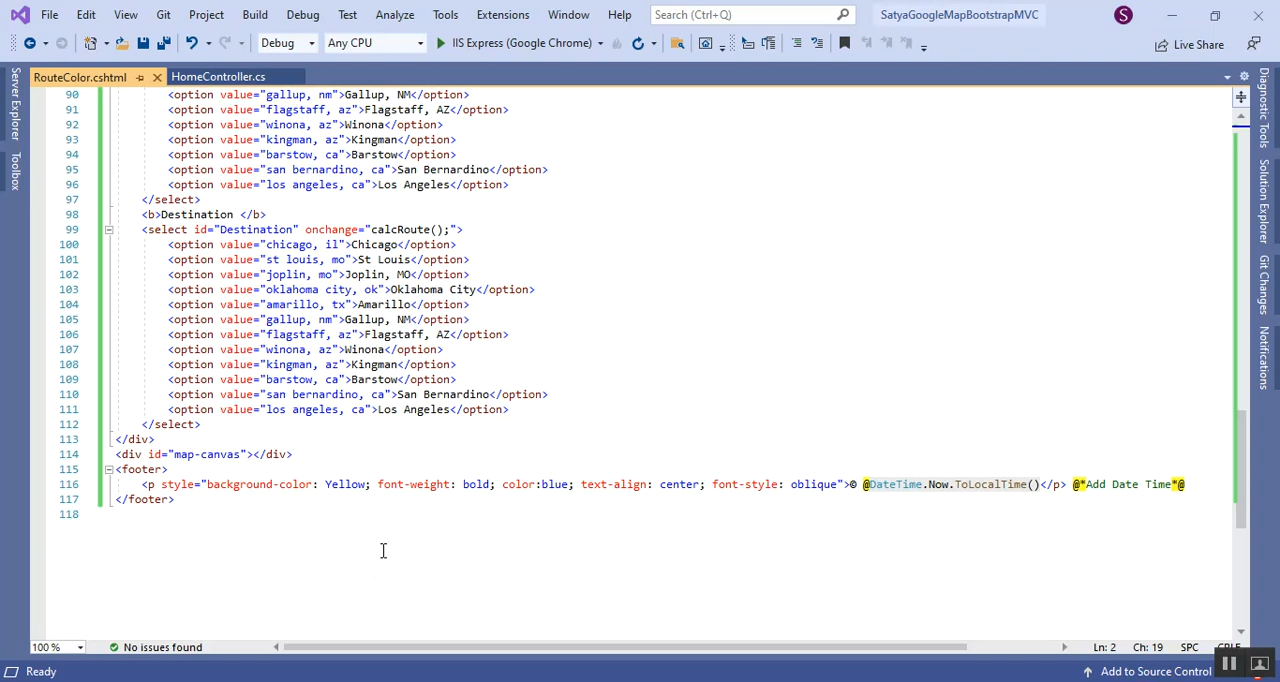 File Edit View Git Project Build Debug Test Analyze Tools Extensions Window Help Search (Ctrl+Q) SatyaGoogleMapBootstrapMVC S
Debug Any CPU IIS Express (Google Chrome) Live Share
RouteColor.cshtml HomeController.cs
Server Explorer
Toolbox
90 <option value="gallup, nm">Gallup, NM</option>
91 <option value="flagstaff, az">Flagstaff, AZ</option>
92 <option value="winona, az">Winona</option>
93 <option value="kingman, az">Kingman</option>
94 <option value="barstow, ca">Barstow</option>
95 <option value="san bernardino, ca">San Bernardino</option>
96 <option value="los angeles, ca">Los Angeles</option>
97 </select>
98 <b>Destination </b>
99 <select id="Destination" onchange="calcRoute();">
100 <option value="chicago, il">Chicago</option>
101 <option value="st louis, mo">St Louis</option>
102 <option value="joplin, mo">Joplin, MO</option>
103 <option value="oklahoma city, ok">Oklahoma City</option>
104 <option value="amarillo, tx">Amarillo</option>
105 <option value="gallup, nm">Gallup, NM</option>
106 <option value="flagstaff, az">Flagstaff, AZ</option>
107 <option value="winona, az">Winona</option>
108 <option value="kingman, az">Kingman</option>
109 <option value="barstow, ca">Barstow</option>
110 <option value="san bernardino, ca">San Bernardino</option>
111 <option value="los angeles, ca">Los Angeles</option>
112 </select>
113 </div>
114 <div id="map-canvas"></div>
115 <footer>
116 <p style="background-color: Yellow; font-weight: bold; color:blue; text-align: center; font-style: oblique">© @DateTime.Now.ToLocalTime()</p> @*Add Date Time*@
117 </footer>
118
Diagnostic Tools
Solution Explorer
Git Changes
Notifications
100 % No issues found Ln: 2 Ch: 19 SPC CRLF
Ready Add to Source Control